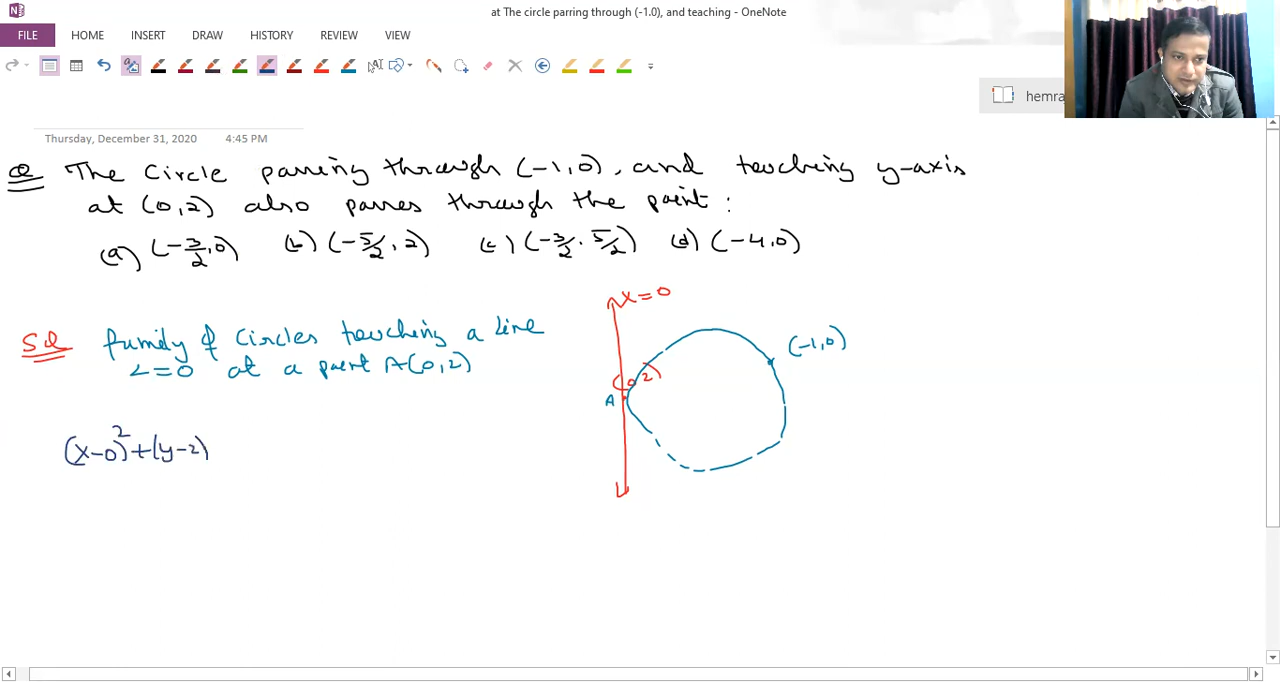 at The circle parring through (-1.0), and teaching - OneNote
FILE HOME INSERT DRAW HISTORY REVIEW VIEW
hemra
Thursday, December 31, 2020 4:45 PM
Q The Circle passing through (-1,0), and touching y-axis
at (0,2) also passes through the point:
(a) (-3/2,0) (b) (-5/2, 2) (c) (-3/2, 5/2) (d) (-4,0)
x=0
Sol family of Circles touching a line
L=0 at a point A(0,2)
(-1,0)
(0 2)
A
(x-0)²+(y-2)